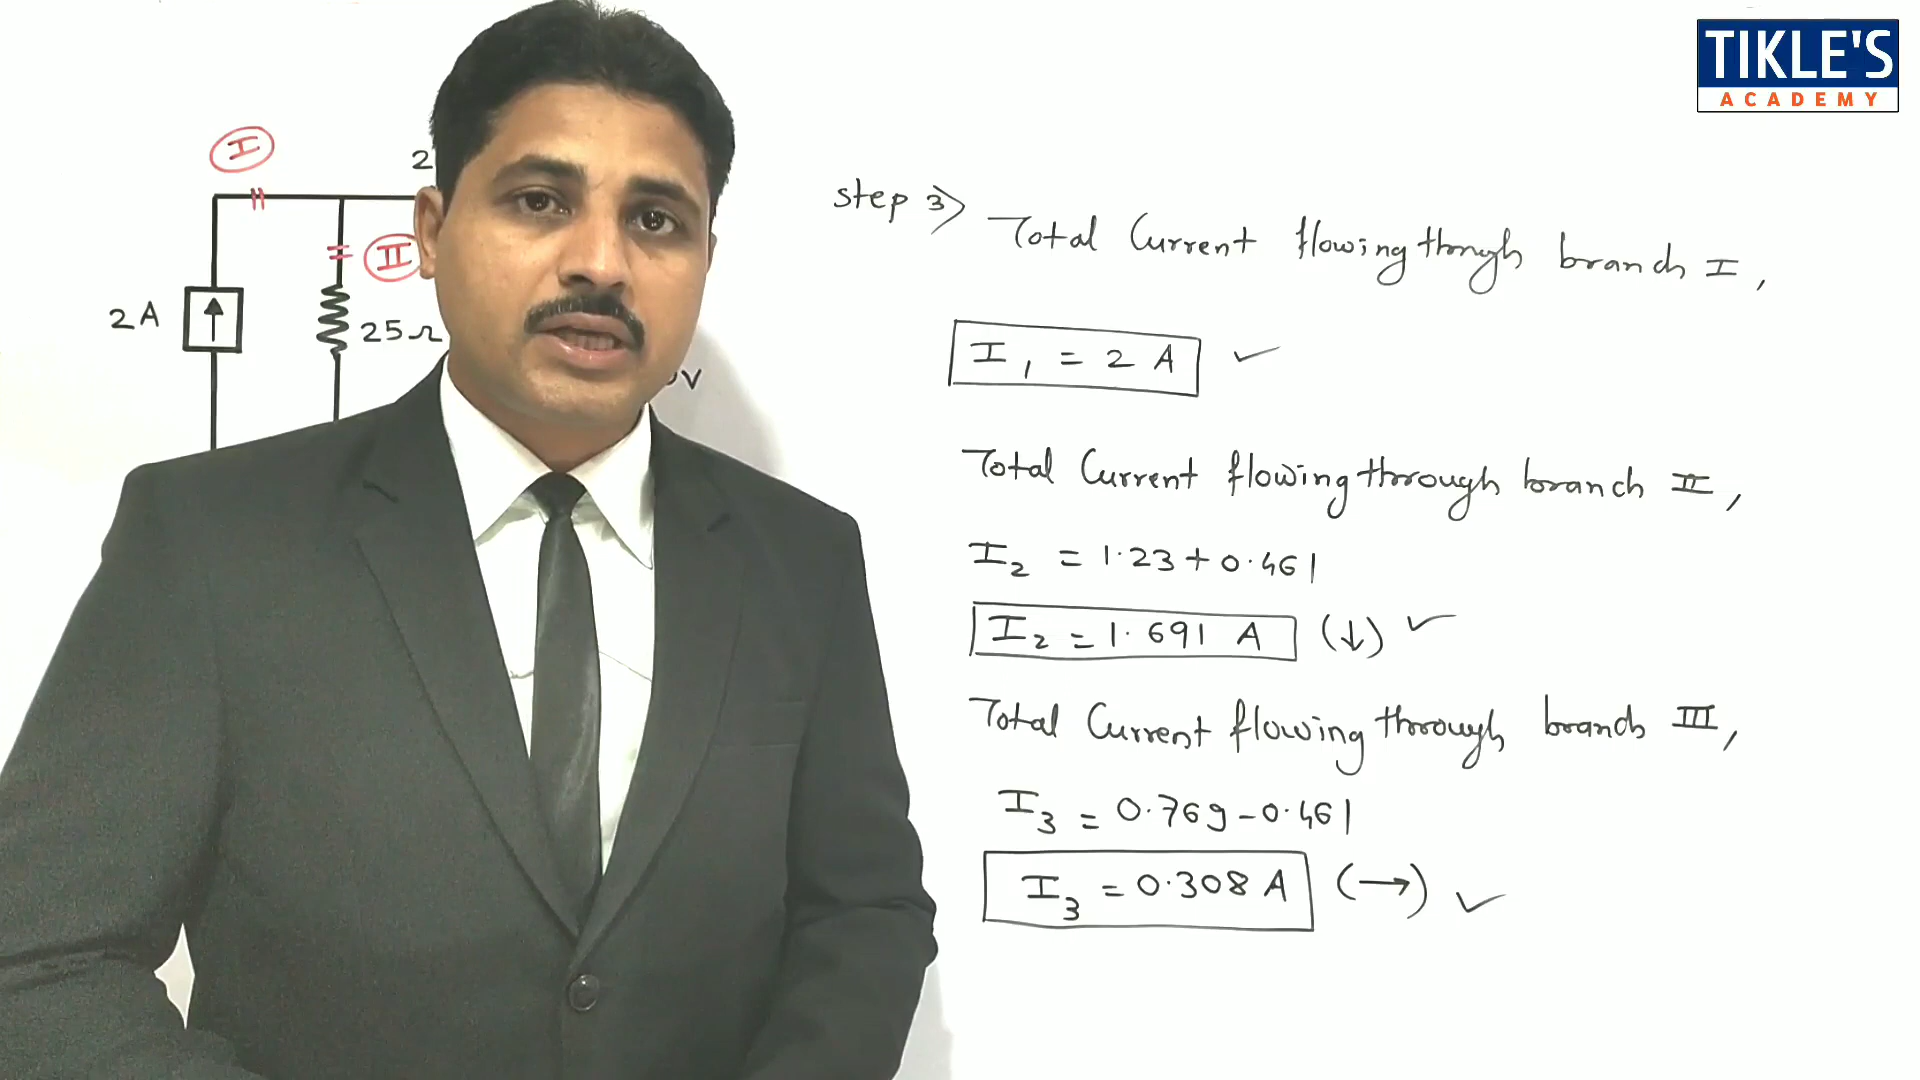 TIKLE'S
ACADEMY
I
2
II
2A
25Ω
V
step 3>
Total Current flowing through branch I,
I₁ = 2 A ✓
Total Current flowing through branch II,
I₂ = 1.23 + 0.461
I₂ = 1.691 A (↓) ✓
Total Current flowing through branch III,
I₃ = 0.769 - 0.461
I₃ = 0.308 A (→) ✓